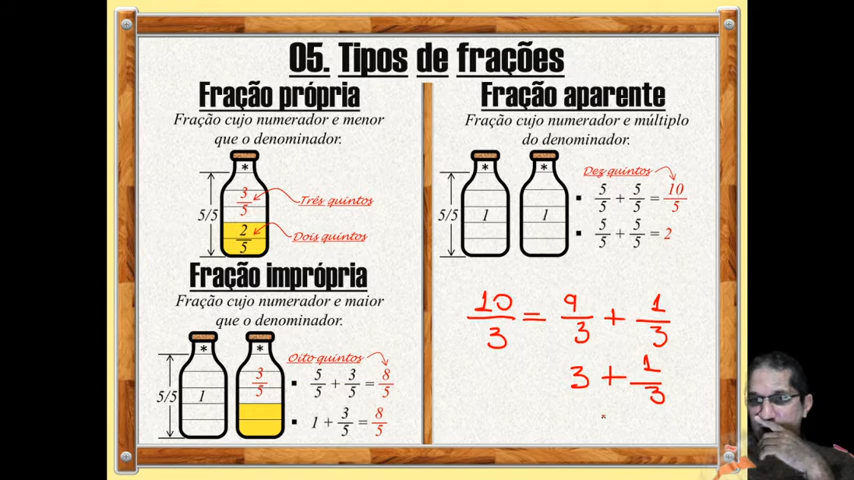 05. Tipos de frações
Fração própria
Fração cujo numerador e menor
que o denominador.
*
5/5
3/5
Três quintos
2/5
Dois quintos
Fração imprópria
Fração cujo numerador e maior
que o denominador.
* *
5/5
1
3/5
Oito quintos
5/5 + 3/5 = 8/5
1 + 3/5 = 8/5
Fração aparente
Fração cujo numerador e múltiplo
do denominador.
* *
5/5
1 1
Dez quintos
5/5 + 5/5 = 10/5
5/5 + 5/5 = 2
10/3 = 9/3 + 1/3
3 + 1/3